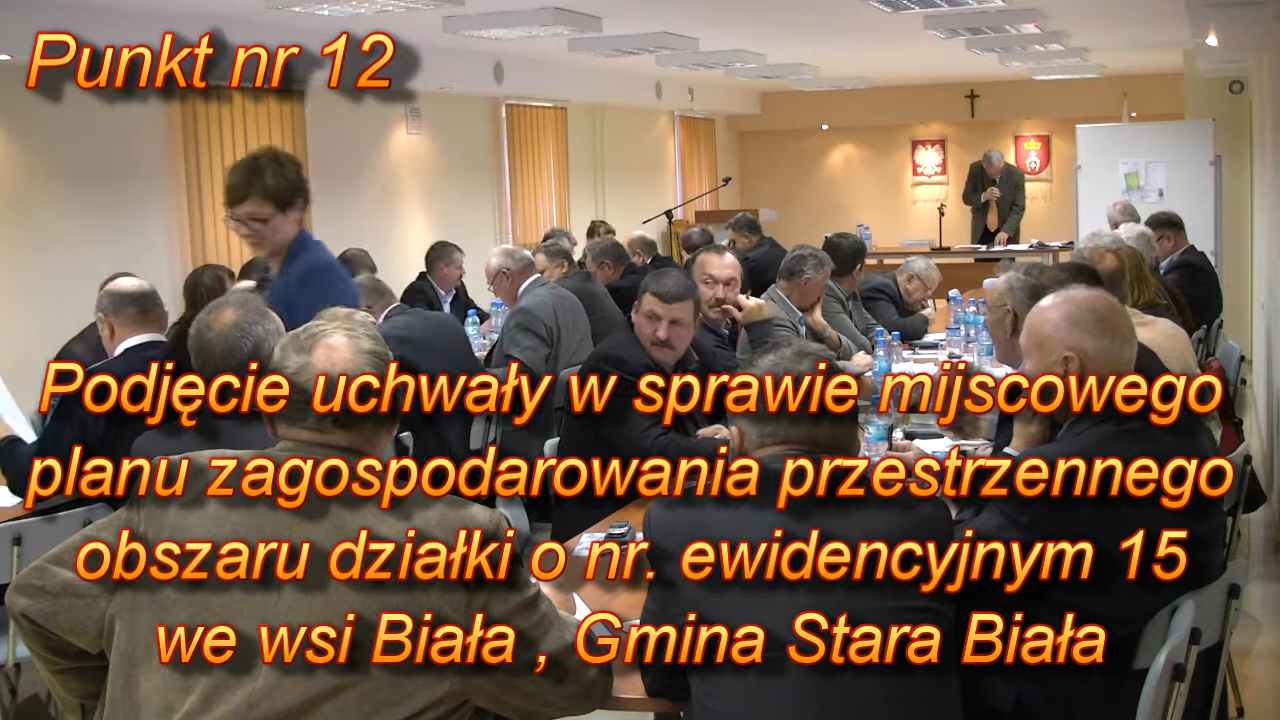 Punkt nr 12
Podjęcie uchwały w sprawie mijscowego
planu zagospodarowania przestrzennego
obszaru działki o nr. ewidencyjnym 15
we wsi Biała , Gmina Stara Biała